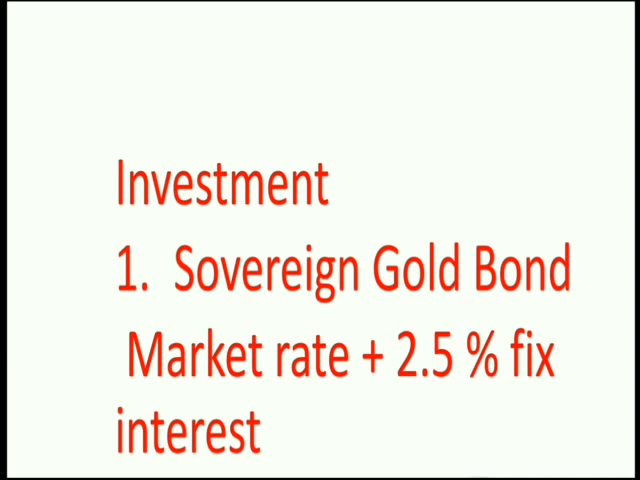 Investment
1. Sovereign Gold Bond
Market rate + 2.5 % fix
interest